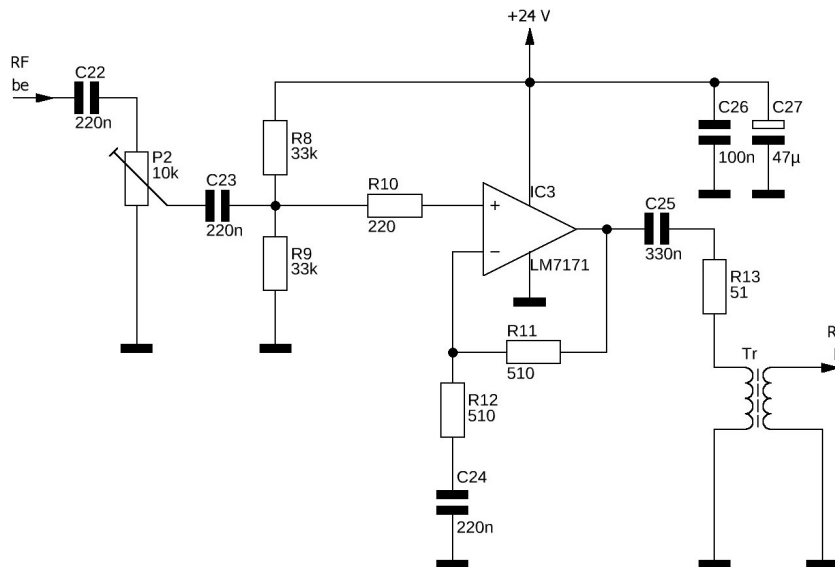 +24 V
RF
be
C22
220n
P2
10k
C23
220n
R8
33k
R9
33k
R10
220
+
−
IC3
LM7171
C26
100n
C27
47µ
C25
330n
R13
51
R11
510
R12
510
C24
220n
Tr
R